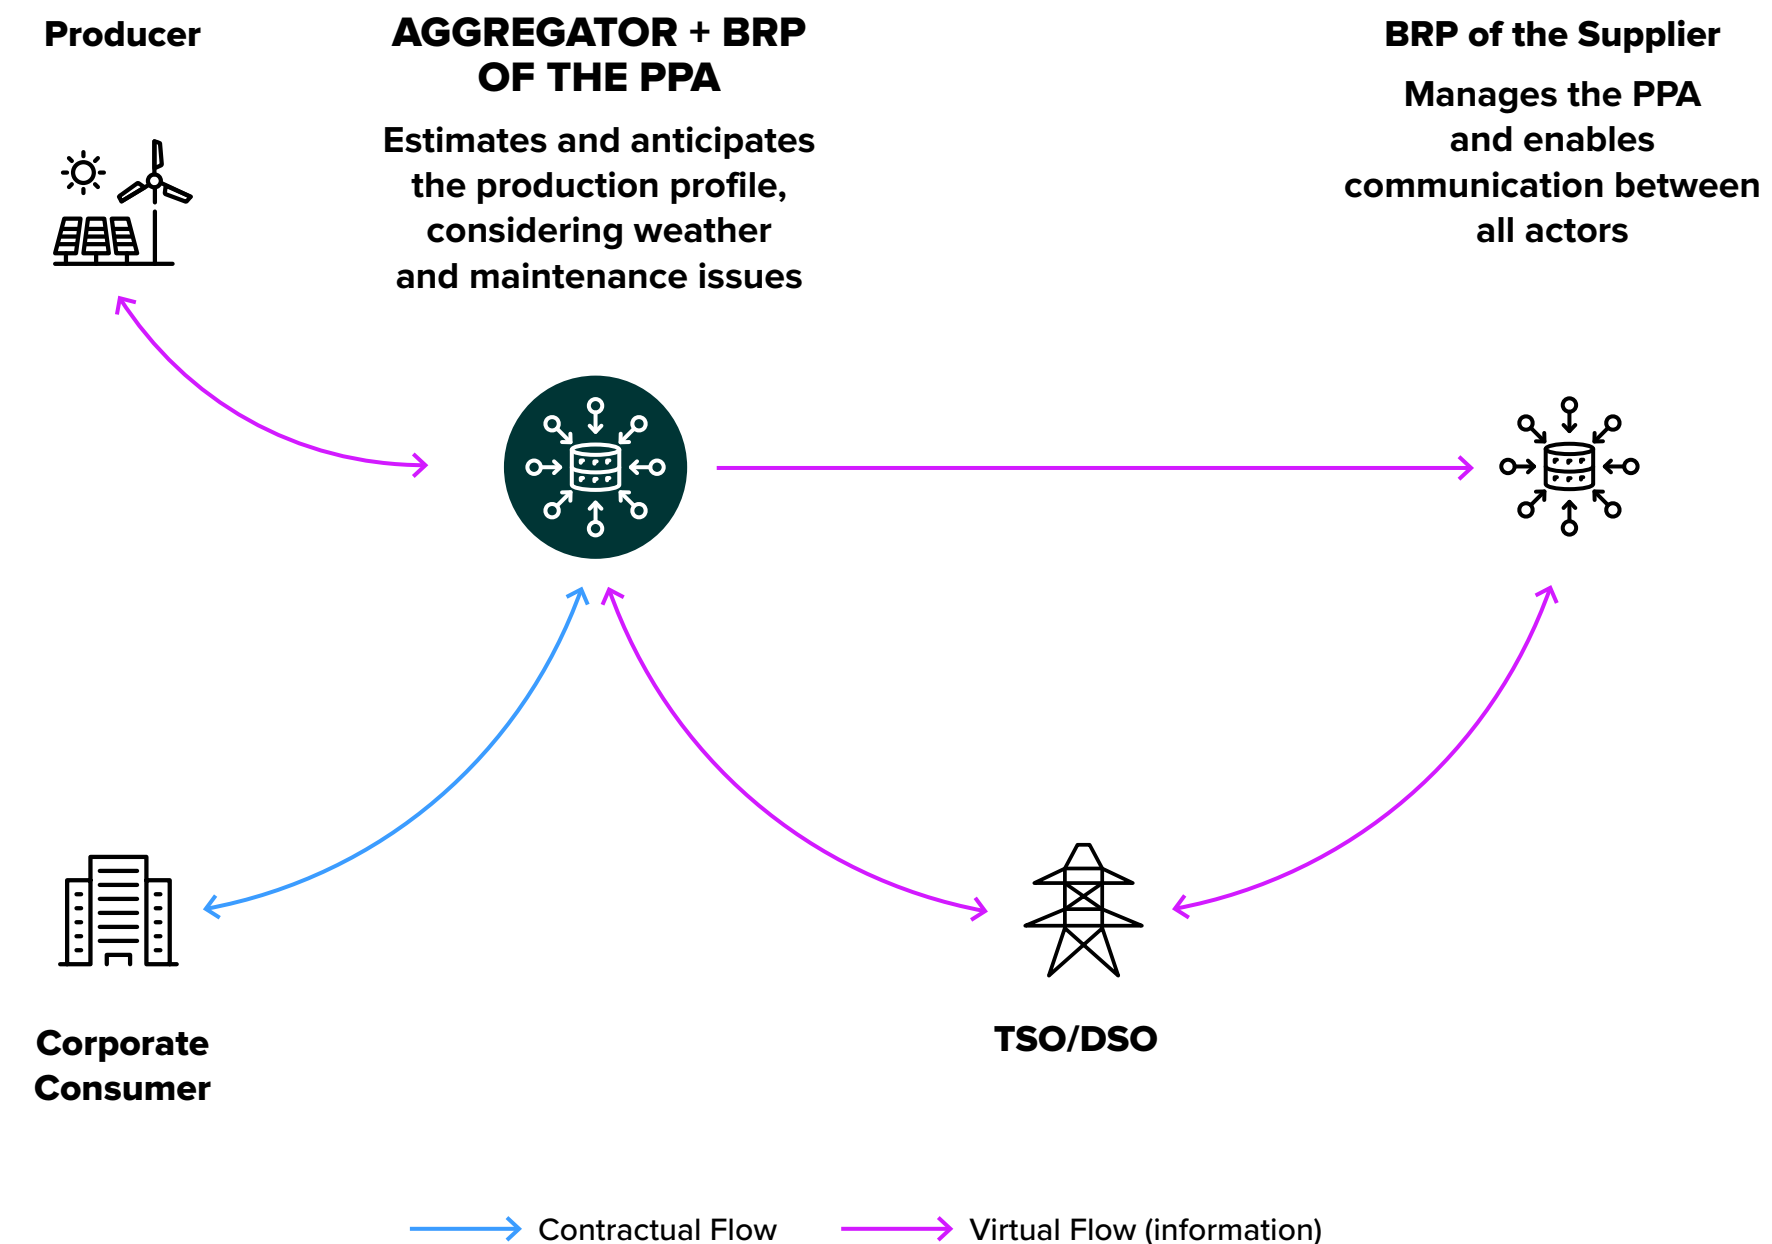 Producer
AGGREGATOR + BRP
OF THE PPA
Estimates and anticipates
the production profile,
considering weather
and maintenance issues
BRP of the Supplier
Manages the PPA
and enables
communication between
all actors
Corporate
Consumer
TSO/DSO
Contractual Flow
Virtual Flow (information)